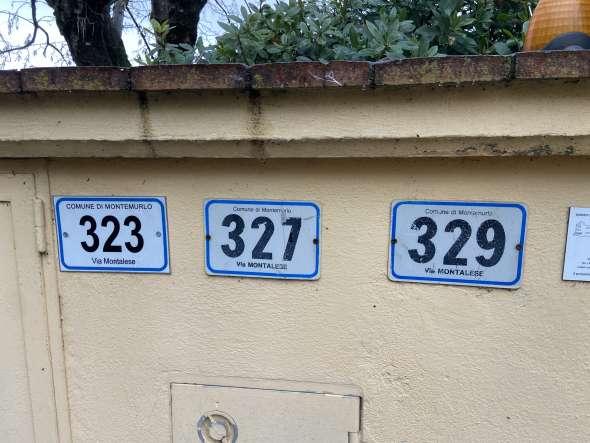 COMUNE DI MONTEMURLO
323
Via Montalese
Comune di Montemurlo
327
Via MONTALESE
Comune di Montemurlo
329
Via MONTALESE